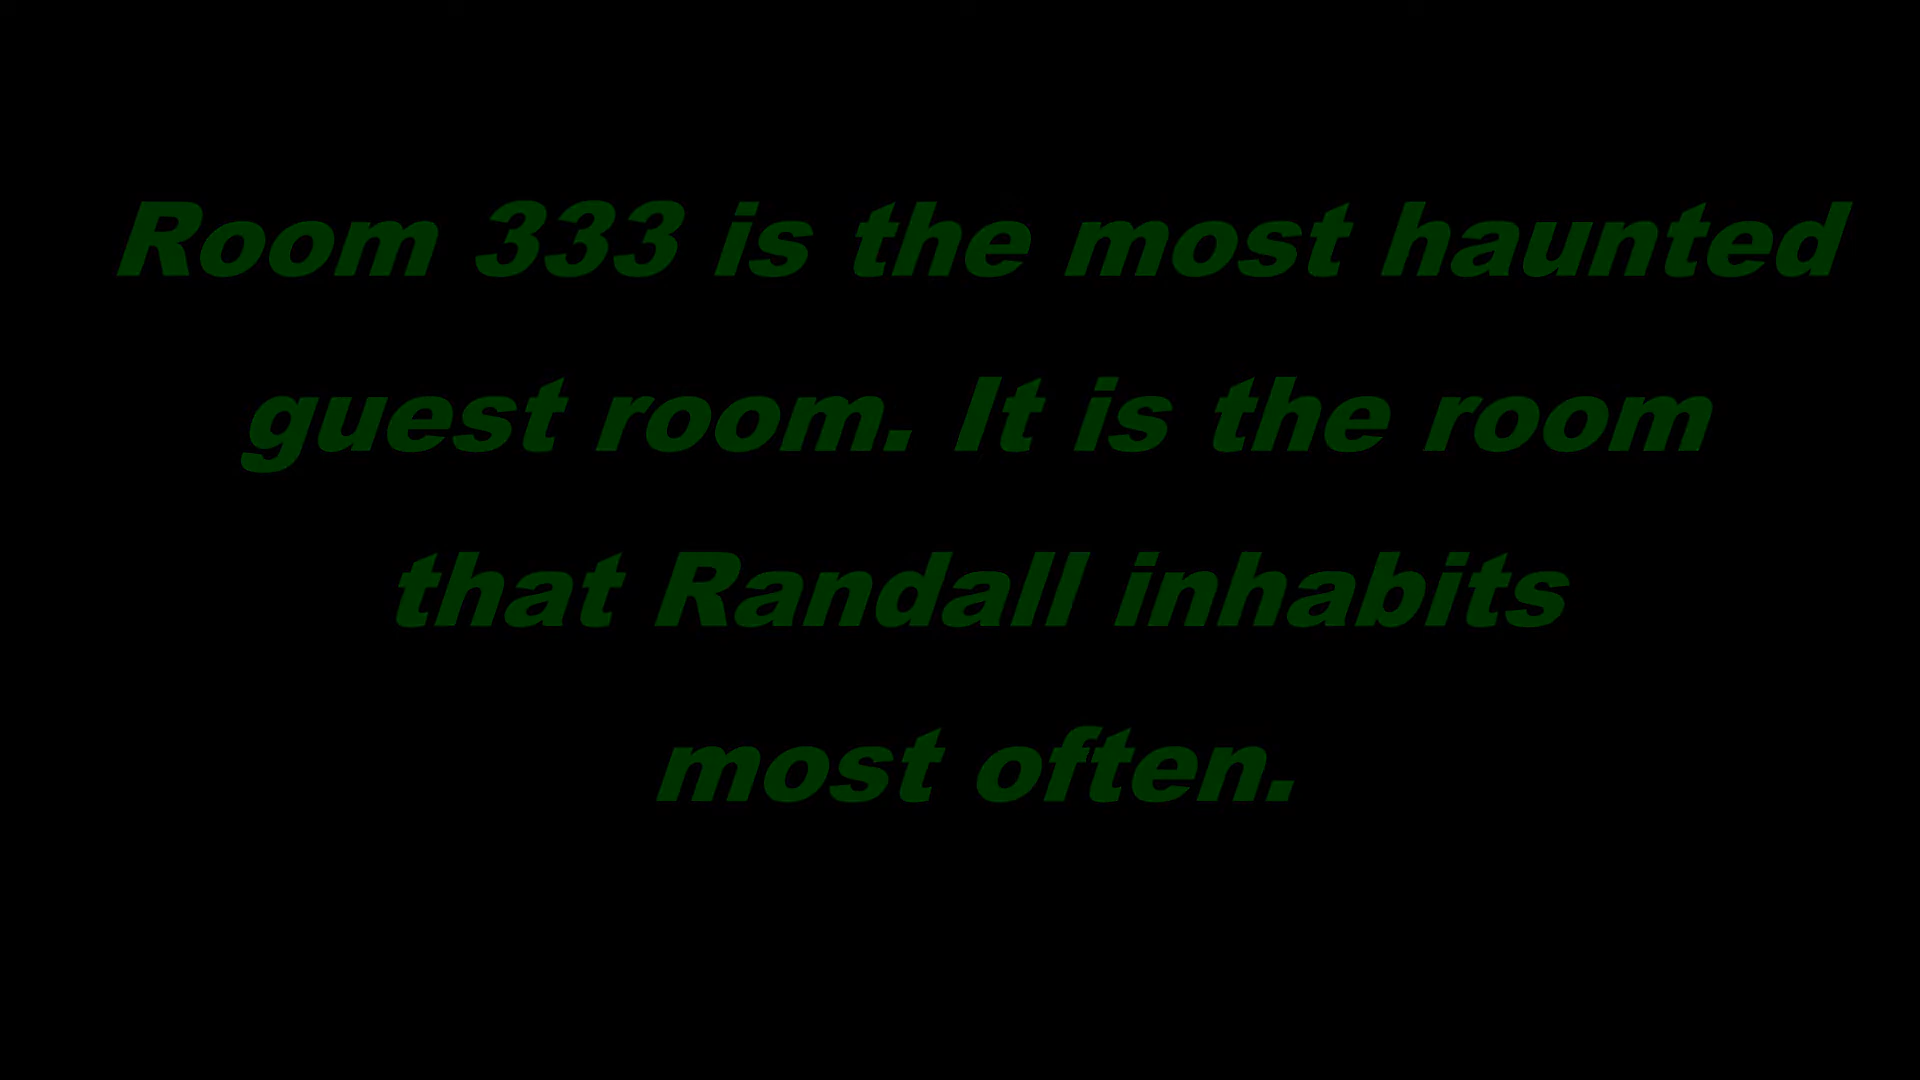 Room 333 is the most haunted
guest room. It is the room
that Randall inhabits
most often.